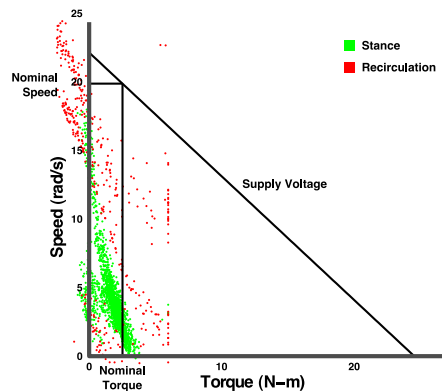 25
Stance
Recirculation
Nominal
Speed
20
15
Supply Voltage
Speed (rad/s)
10
5
0
0
10
20
Nominal
Torque
Torque (N-m)